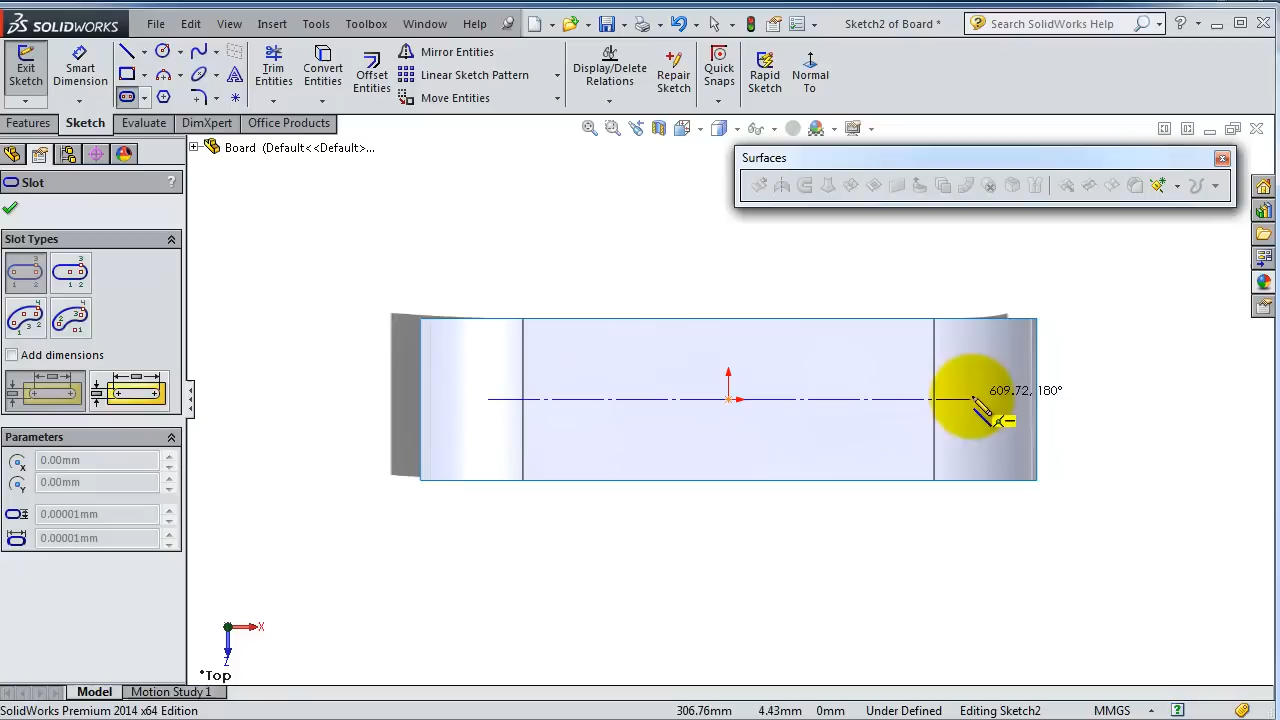 SOLIDWORKS File Edit View Insert Tools Toolbox Window Help Sketch2 of Board * Search SolidWorks Help
Exit Sketch
Smart Dimension
Trim Entities
Convert Entities
Offset Entities
Mirror Entities
Linear Sketch Pattern
Move Entities
Display/Delete Relations
Repair Sketch
Quick Snaps
Rapid Sketch
Normal To
Features Sketch Evaluate DimXpert Office Products
Board (Default<<Default>...
Surfaces
Slot ?
Slot Types
Add dimensions
Parameters
0.00mm
0.00mm
0.00001mm
0.00001mm
609.72, 180°
X
Z
*Top
Model Motion Study 1
SolidWorks Premium 2014 x64 Edition 306.76mm 4.43mm 0mm Under Defined Editing Sketch2 MMGS